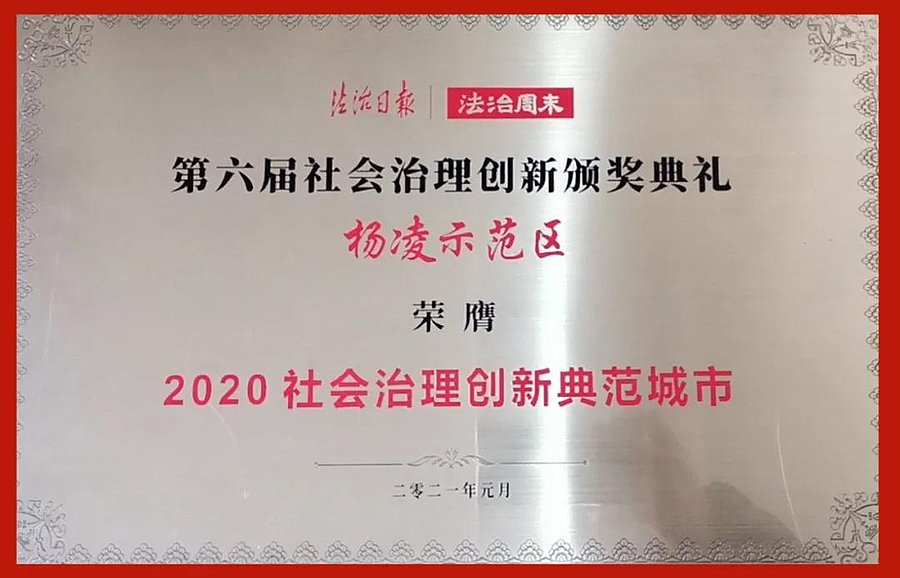 法治日报 法治周末
第六届社会治理创新颁奖典礼
杨凌示范区
荣膺
2020社会治理创新典范城市
二零二一年元月